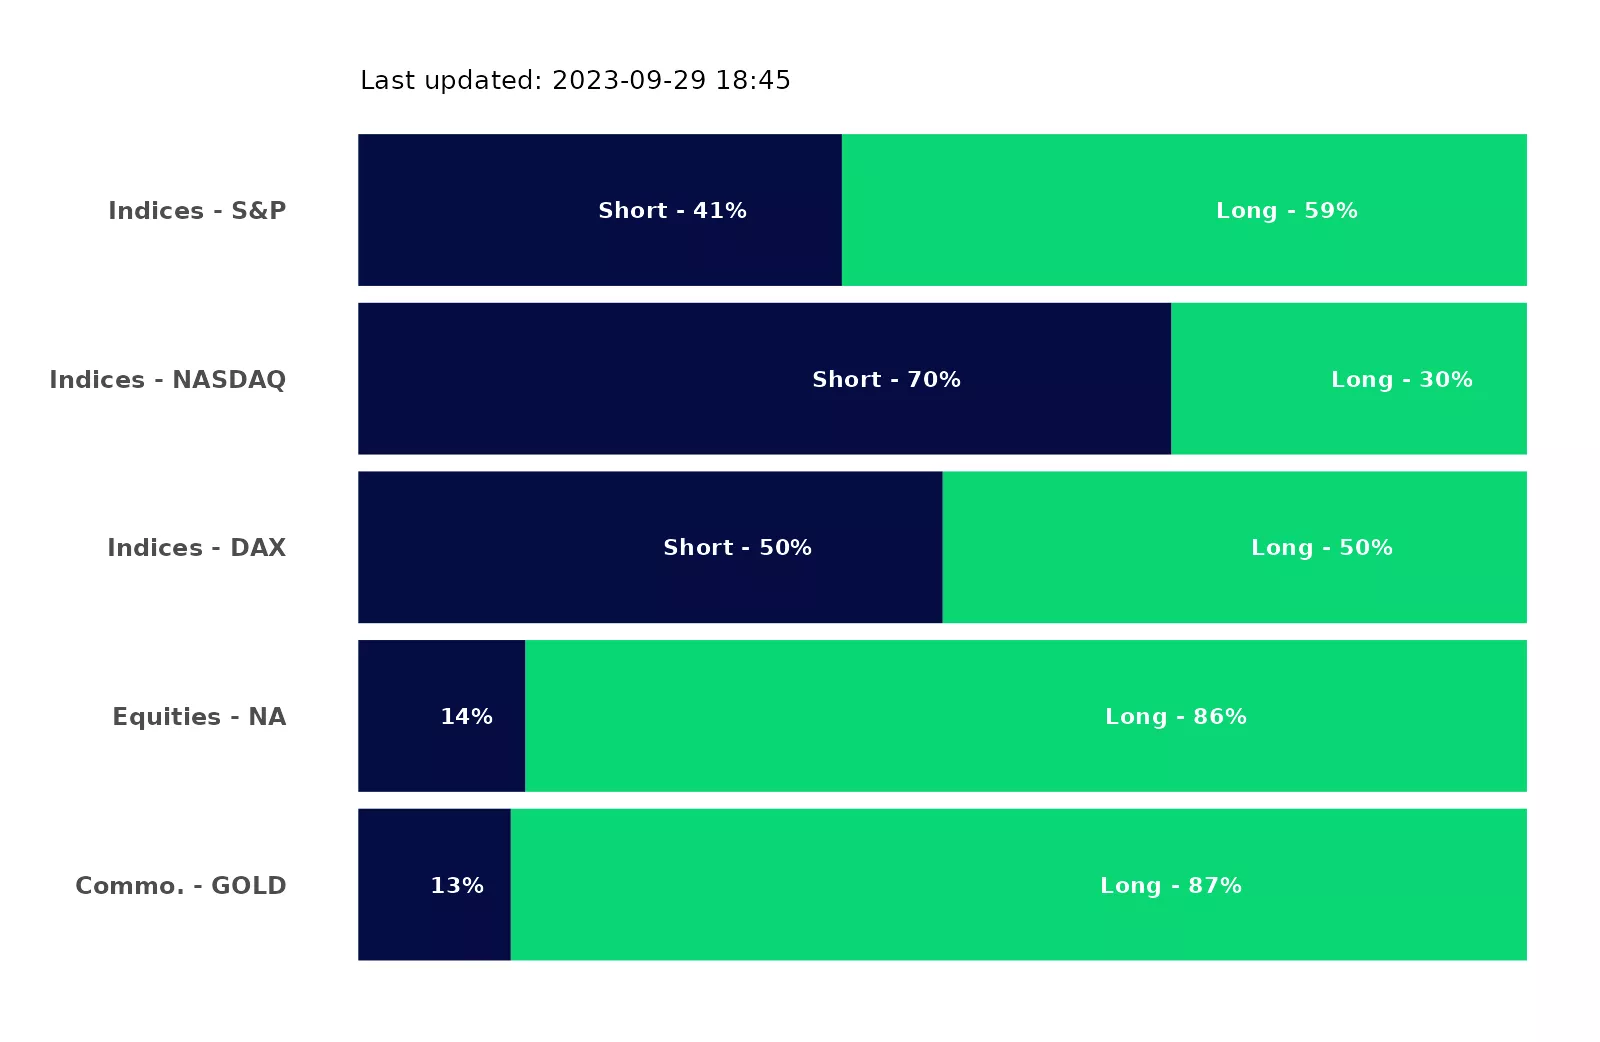 Last updated: 2023-09-29 18:45
Indices - S&P Short - 41% Long - 59%
Indices - NASDAQ Short - 70% Long - 30%
Indices - DAX Short - 50% Long - 50%
Equities - NA 14% Long - 86%
Commo. - GOLD 13% Long - 87%